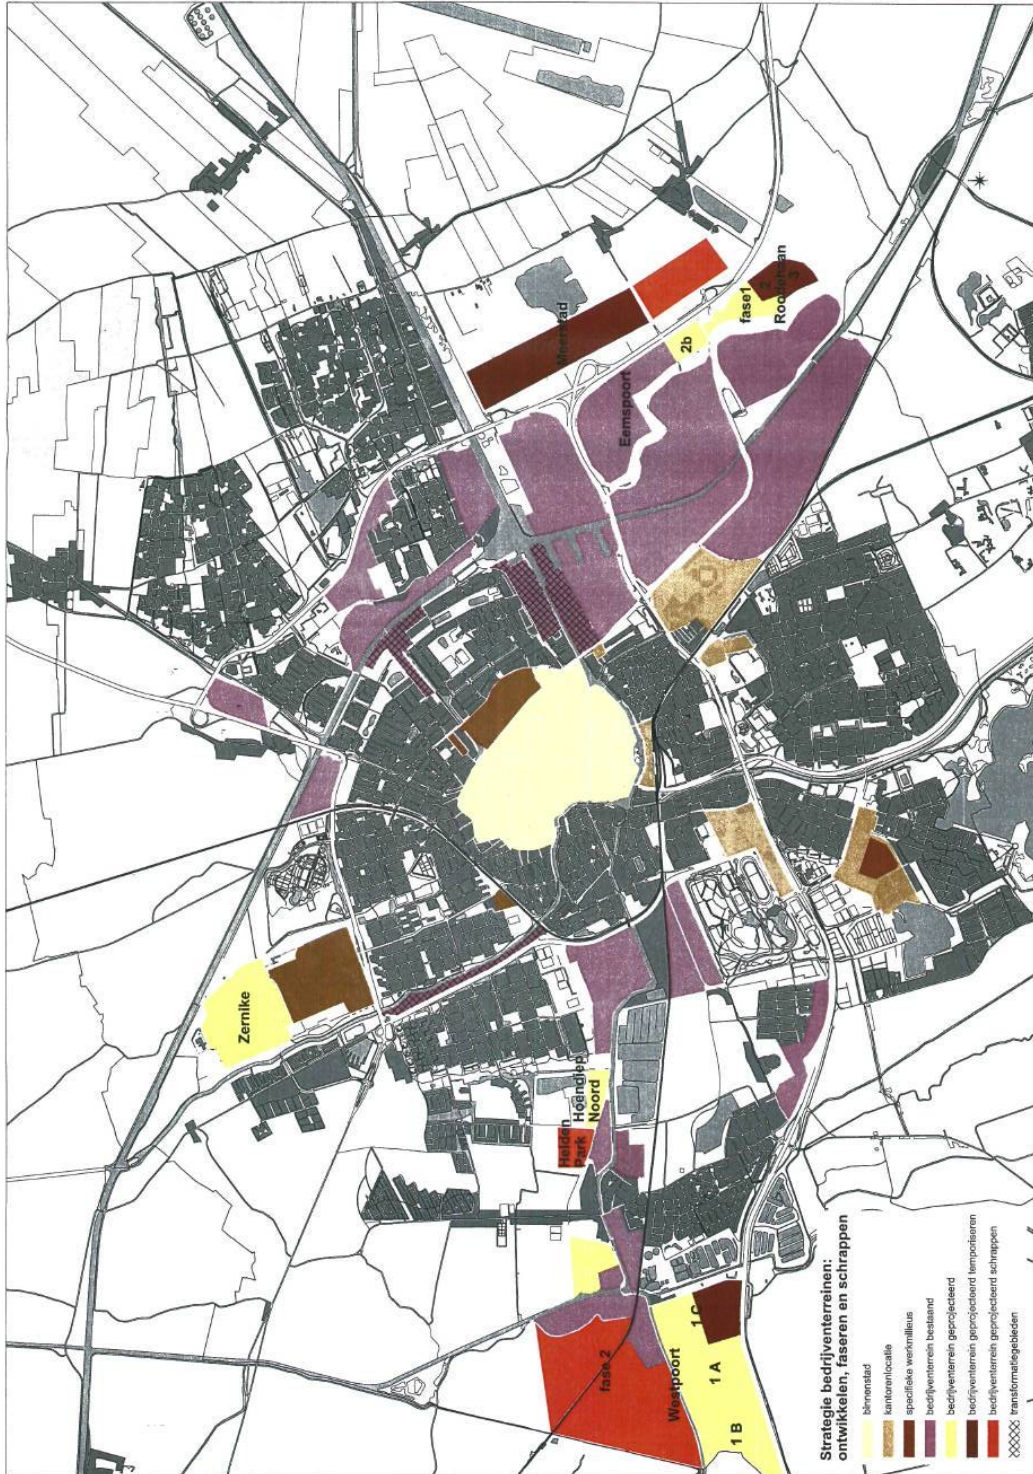 Zernike
Meerstad
Eemspoort
2b
fase1
2
Roodehaan
3
Helden
Park
Hoendiep
Noord
fase 2
Westpoort
1 C
1 A
1 B
Strategie bedrijventerreinen:
ontwikkelen, faseren en schrappen
binnenstad
kantorenlocatie
specifieke werkmilieus
bedrijventerrein bestaand
bedrijventerrein geprojecteerd
bedrijventerrein geprojecteerd temporiseren
bedrijventerrein geprojecteerd schrappen
transformatiegebieden